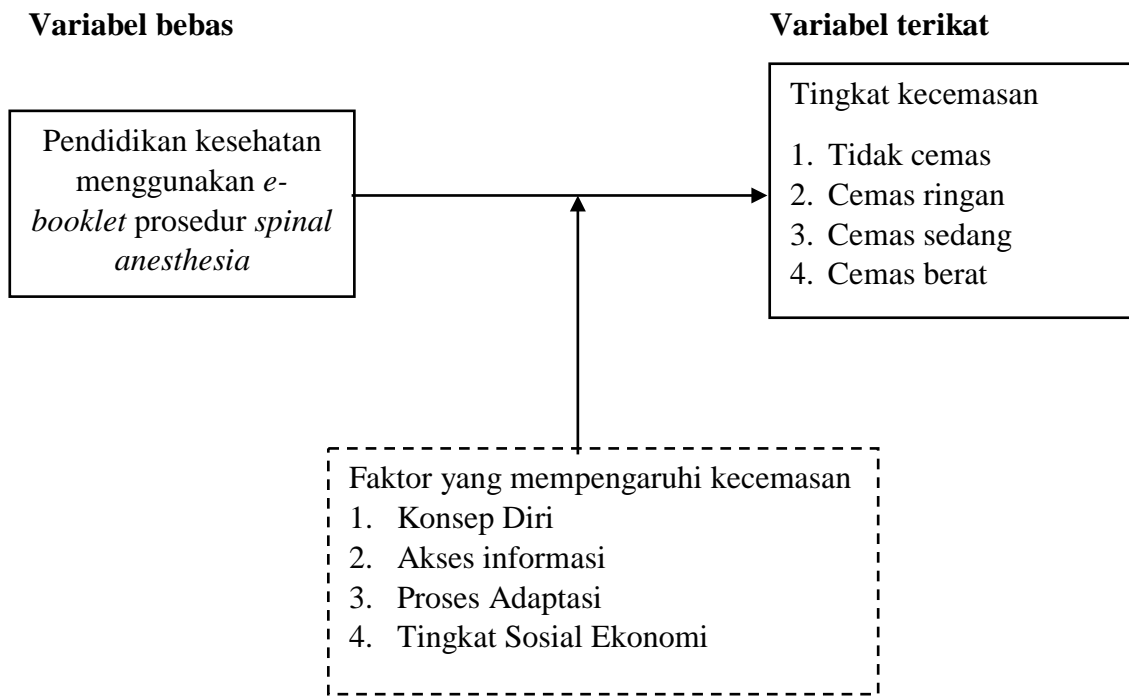 Variabel bebas
Variabel terikat
Pendidikan kesehatan
menggunakan e-
booklet prosedur spinal
anesthesia
Tingkat kecemasan
1. Tidak cemas
2. Cemas ringan
3. Cemas sedang
4. Cemas berat
Faktor yang mempengaruhi kecemasan
1. Konsep Diri
2. Akses informasi
3. Proses Adaptasi
4. Tingkat Sosial Ekonomi